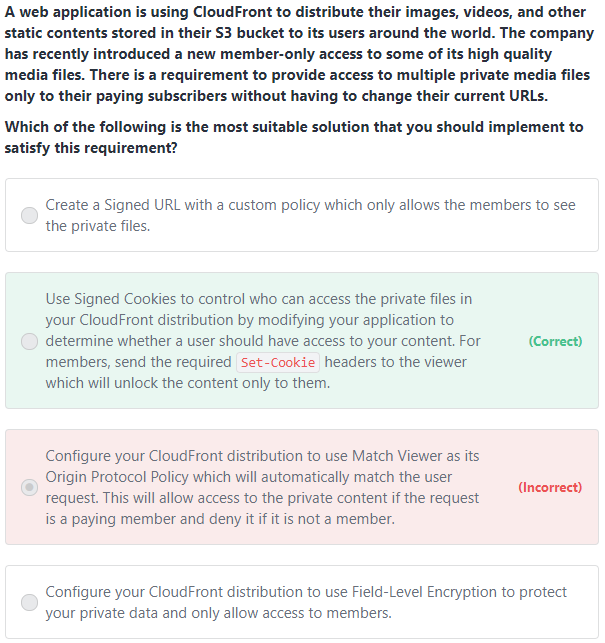 A web application is using CloudFront to distribute their images, videos, and other
static contents stored in their S3 bucket to its users around the world. The company
has recently introduced a new member-only access to some of its high quality
media files. There is a requirement to provide access to multiple private media files
only to their paying subscribers without having to change their current URLs.
Which of the following is the most suitable solution that you should implement to
satisfy this requirement?
Create a Signed URL with a custom policy which only allows the members to see
the private files.
Use Signed Cookies to control who can access the private files in
your CloudFront distribution by modifying your application to
determine whether a user should have access to your content. For
members, send the required Set-Cookie headers to the viewer
which will unlock the content only to them.
(Correct)
Configure your CloudFront distribution to use Match Viewer as its
Origin Protocol Policy which will automatically match the user
request. This will allow access to the private content if the request
is a paying member and deny it if it is not a member.
(Incorrect)
Configure your CloudFront distribution to use Field-Level Encryption to protect
your private data and only allow access to members.